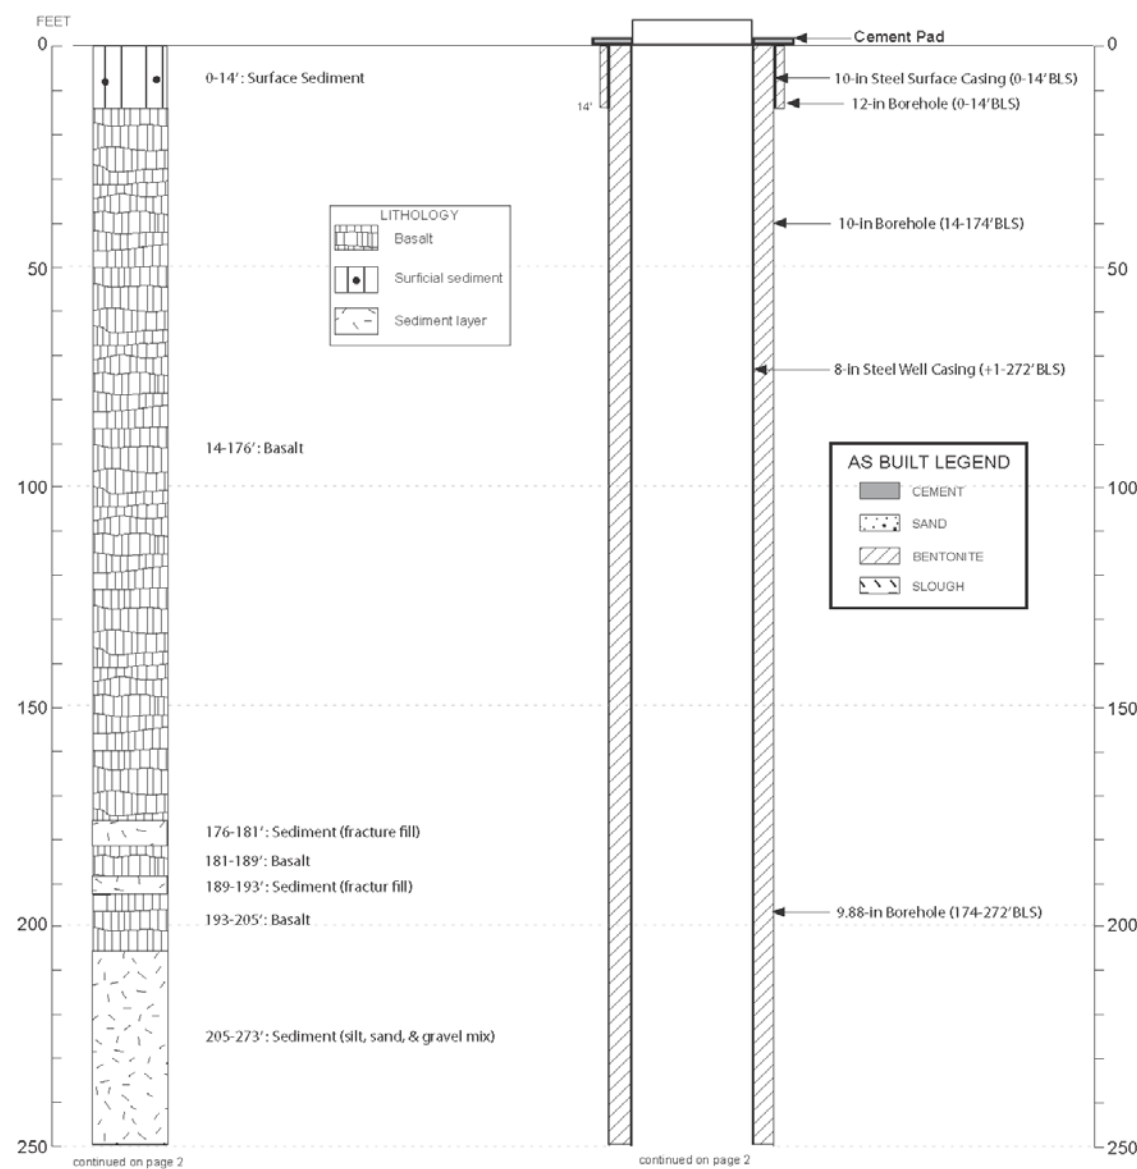 FEET
0
Cement Pad
0
0-14': Surface Sediment
10-in Steel Surface Casing (0-14'BLS)
14'
12-in Borehole (0-14'BLS)
LITHOLOGY
Basalt
Surficial sediment
Sediment layer
10-in Borehole (14-174'BLS)
50
50
8-in Steel Well Casing (+1-272'BLS)
14-176': Basalt
AS BUILT LEGEND
CEMENT
SAND
BENTONITE
SLOUGH
100
100
150
150
176-181': Sediment (fracture fill)
181-189': Basalt
189-193': Sediment (fractur fill)
193-205': Basalt
9.88-in Borehole (174-272'BLS)
200
200
205-273': Sediment (silt, sand, & gravel mix)
250
250
continued on page 2
continued on page 2